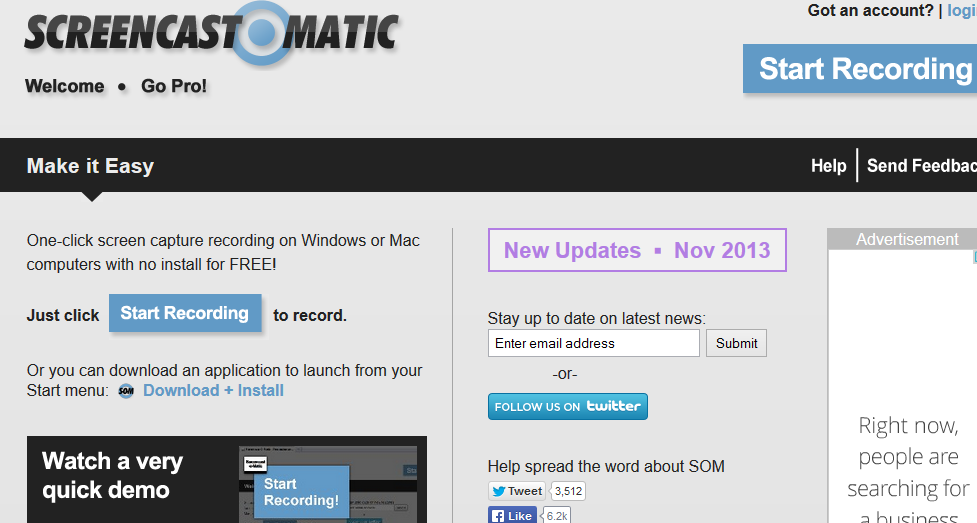 SCREENCAST O MATIC
Got an account? |
Welcome • Go Pro!
Start Recording
Make it Easy
Help
Send
One-click screen capture recording on Windows or Mac
computers with no install for FREE!
Just click Start Recording to record.
Or you can download an application to launch from your
Start menu: SOM Download + Install
Watch a very
quick demo
Start
Recording!
New Updates ▪ Nov 2013
Stay up to date on latest news:
Enter email address Submit
-or-
FOLLOW US ON twitter
Help spread the word about SOM
Tweet 3,512
Like 6.2k
Advertisement
Right now,
people are
searching for
a business